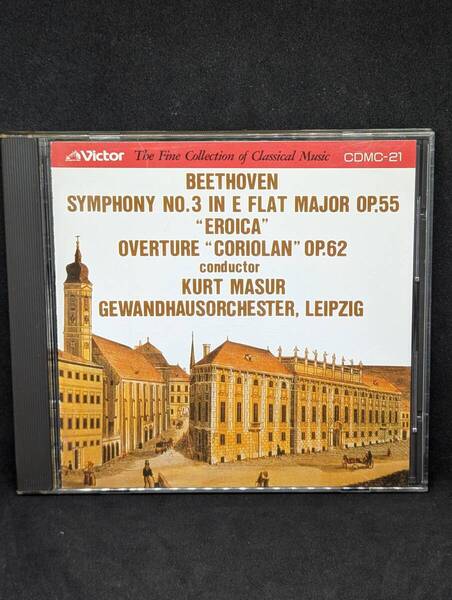 Victor The Fine Collection of Classical Music CDMC-21
BEETHOVEN
SYMPHONY NO.3 IN E FLAT MAJOR OP.55
"EROICA"
OVERTURE "CORIOLAN" OP.62
conductor
KURT MASUR
GEWANDHAUSORCHESTER, LEIPZIG